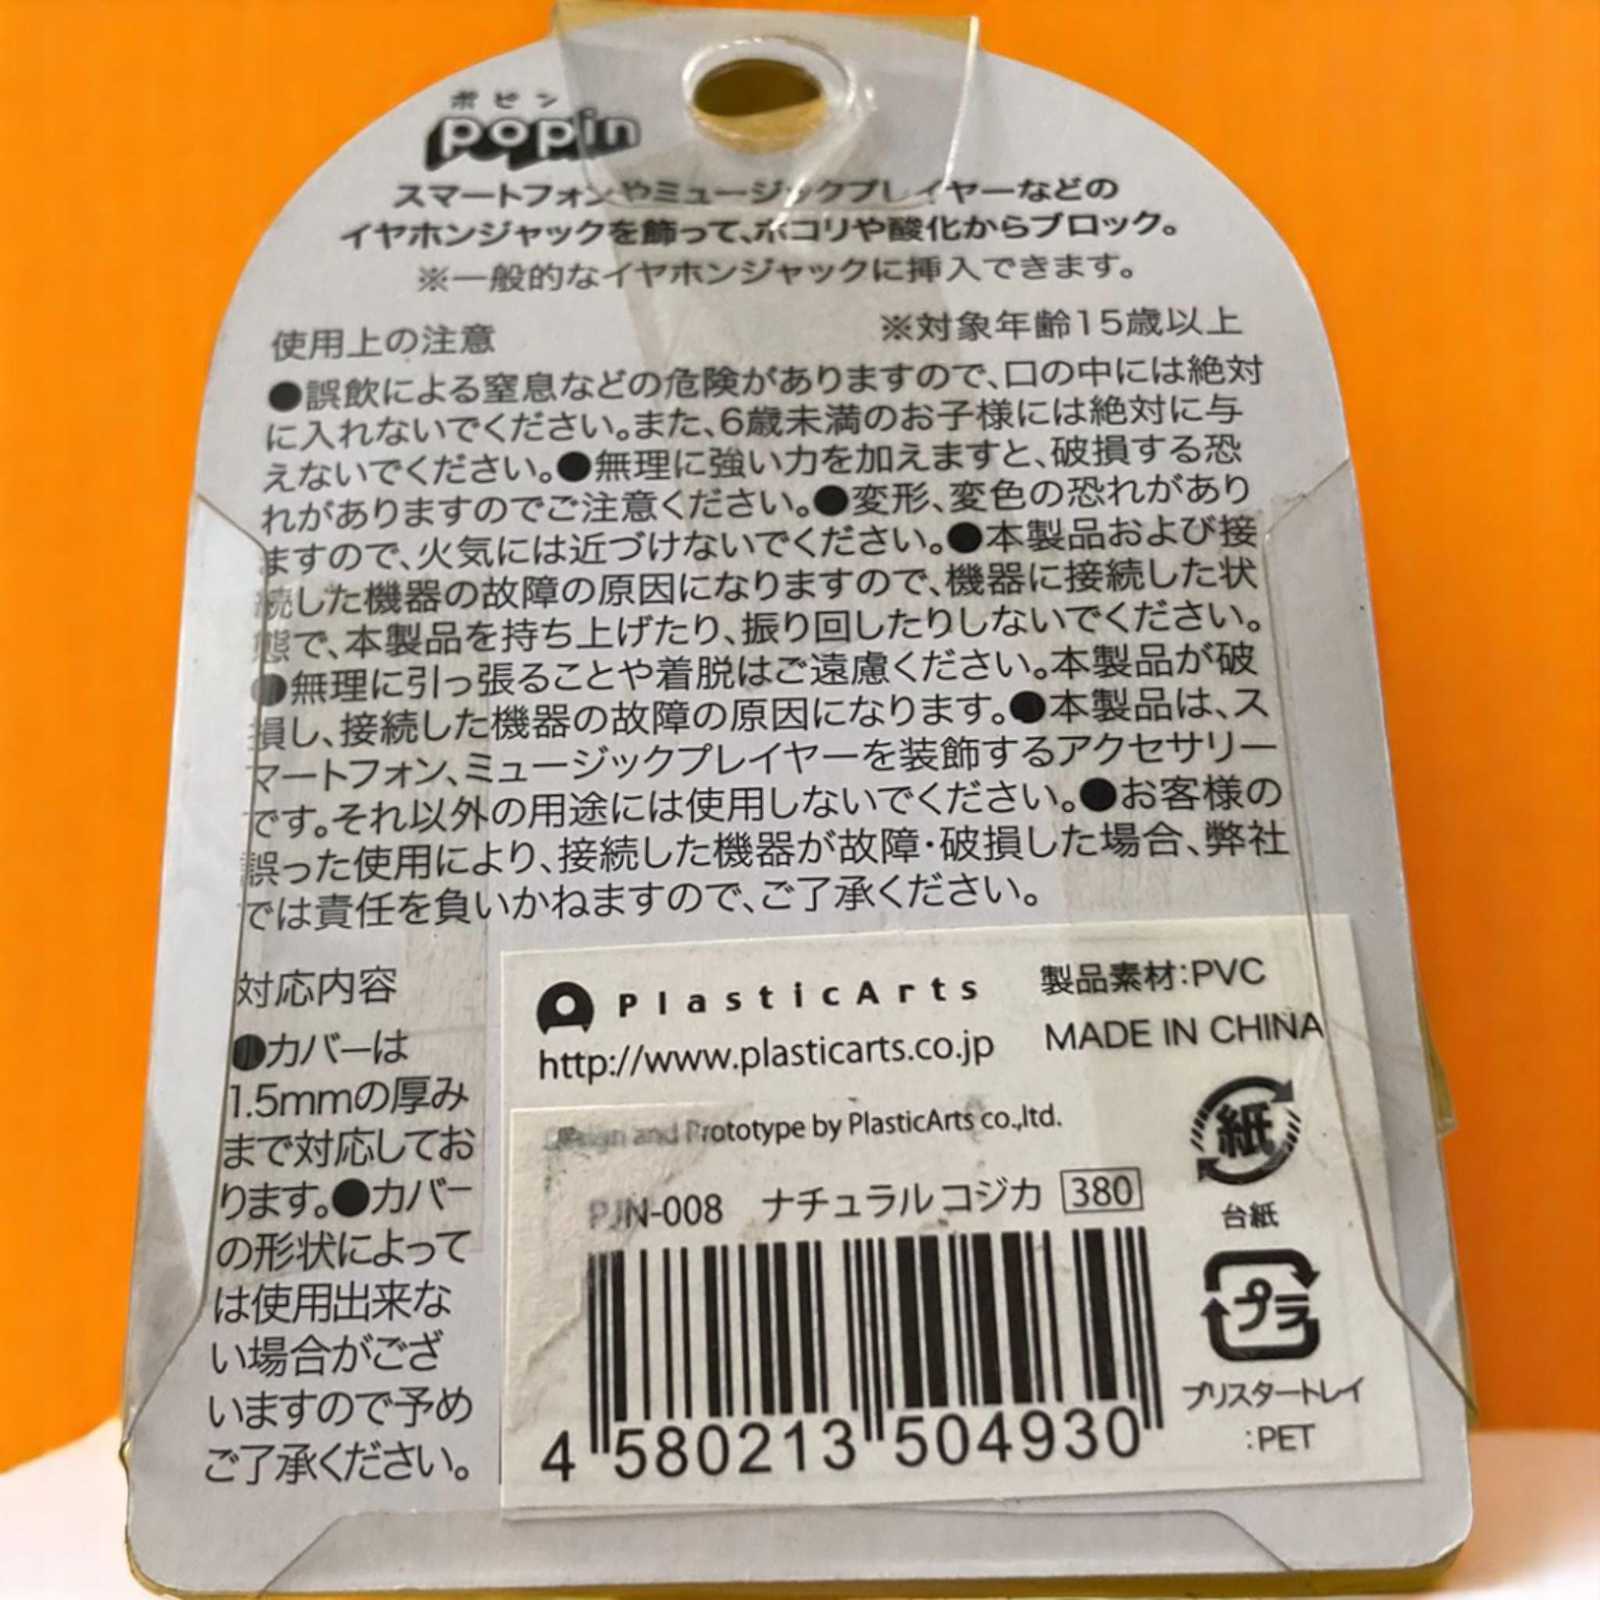 ポピン
popin
スマートフォンやミュージックプレイヤーなどの
イヤホンジャックを飾って、ホコリや酸化からブロック。
※一般的なイヤホンジャックに挿入できます。
使用上の注意
※対象年齢15歳以上
●誤飲による窒息などの危険がありますので、口の中には絶対
に入れないでください。また、6歳未満のお子様には絶対に与
えないでください。●無理に強い力を加えますと、破損する恐
れがありますのでご注意ください。●変形、変色の恐れがあり
ますので、火気には近づけないでください。●本製品および接
続した機器の故障の原因になりますので、機器に接続した状
態で、本製品を持ち上げたり、振り回したりしないでください。
●無理に引っ張ることや着脱はご遠慮ください。本製品が破
損し、接続した機器の故障の原因になります。●本製品は、ス
マートフォン、ミュージックプレイヤーを装飾するアクセサリー
です。それ以外の用途には使用しないでください。●お客様の
誤った使用により、接続した機器が故障・破損した場合、弊社
では責任を負いかねますので、ご了承ください。
対応内容
●カバーは
1.5mmの厚み
まで対応してお
ります。●カバー
の形状によって
は使用出来な
い場合がござ
いますので予め
ご了承ください。
PlasticArts
http://www.plasticarts.co.jp
製品素材:PVC
MADE IN CHINA
Design and Prototype by PlasticArts co.,ltd.
PJN-008 ナチュラル コジカ 380
4 580213 504930
紙
台紙
プラ
ブリスタートレイ
:PET